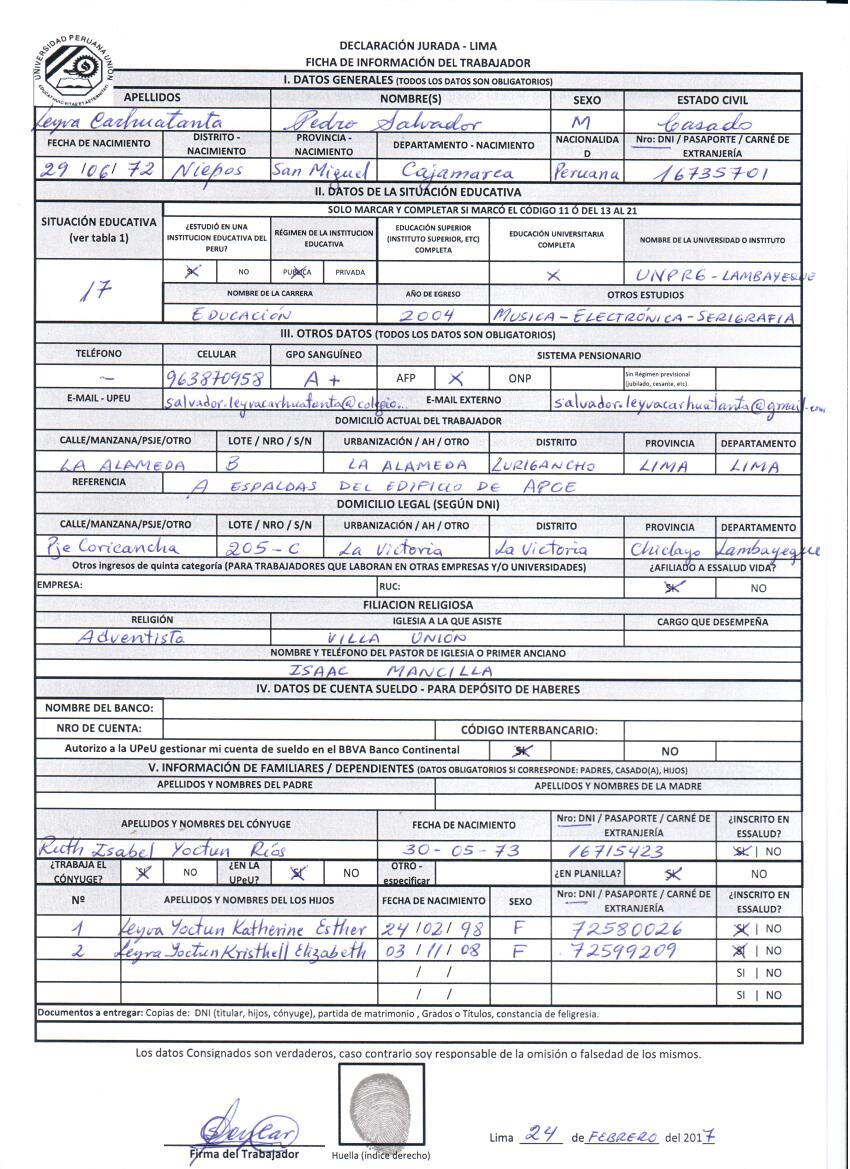 UNIVERSIDAD PERUANA UNION
DECLARACIÓN JURADA - LIMA
FICHA DE INFORMACIÓN DEL TRABAJADOR
I. DATOS GENERALES (TODOS LOS DATOS SON OBLIGATORIOS)
APELLIDOS NOMBRE(S) SEXO ESTADO CIVIL
Leyva Carhuatanta Pedro Salvador M Casado
FECHA DE NACIMIENTO DISTRITO - NACIMIENTO PROVINCIA - NACIMIENTO DEPARTAMENTO - NACIMIENTO NACIONALIDAD Nro: DNI / PASAPORTE / CARNÉ DE EXTRANJERÍA
29 / 06 / 72 Niepos San Miguel Cajamarca Peruana 16735701
II. DATOS DE LA SITUACIÓN EDUCATIVA
SITUACIÓN EDUCATIVA (ver tabla 1) SOLO MARCAR Y COMPLETAR SI MARCÓ EL CÓDIGO 11 Ó DEL 13 AL 21
¿ESTUDIÓ EN UNA INSTITUCION EDUCATIVA DEL PERU? RÉGIMEN DE LA INSTITUCION EDUCATIVA EDUCACIÓN SUPERIOR (INSTITUTO SUPERIOR, ETC) COMPLETA EDUCACIÓN UNIVERSITARIA COMPLETA NOMBRE DE LA UNIVERSIDAD O INSTITUTO
17 SI NO PUBLICA PRIVADA X UNPRG - LAMBAYEQUE
NOMBRE DE LA CARRERA AÑO DE EGRESO OTROS ESTUDIOS
EDUCACIÓN 2004 MUSICA - ELECTRÓNICA - SERIGRAFIA
III. OTROS DATOS (TODOS LOS DATOS SON OBLIGATORIOS)
TELÉFONO CELULAR GPO SANGUÍNEO SISTEMA PENSIONARIO
— 963870958 A + AFP X ONP Sin Régimen previsional (jubilado, cesante, etc).
E-MAIL - UPEU salvador.leyvacarhuatanta@colegio... E-MAIL EXTERNO salvador.leyvacarhuatanta@gmail.com
DOMICILIO ACTUAL DEL TRABAJADOR
CALLE/MANZANA/PSJE/OTRO LOTE / NRO / S/N URBANIZACIÓN / AH / OTRO DISTRITO PROVINCIA DEPARTAMENTO
LA ALAMEDA B LA ALAMEDA LURIGANCHO LIMA LIMA
REFERENCIA A ESPALDAS DEL EDIFICIO DE APCE
DOMICILIO LEGAL (SEGÚN DNI)
CALLE/MANZANA/PSJE/OTRO LOTE / NRO / S/N URBANIZACIÓN / AH / OTRO DISTRITO PROVINCIA DEPARTAMENTO
Pje Coricancha 205 - C La Victoria La Victoria Chiclayo Lambayeque
Otros ingresos de quinta categoría (PARA TRABAJADORES QUE LABORAN EN OTRAS EMPRESAS Y/O UNIVERSIDADES) ¿AFILIADO A ESSALUD VIDA?
EMPRESA: RUC: SI NO
FILIACION RELIGIOSA
RELIGIÓN IGLESIA A LA QUE ASISTE CARGO QUE DESEMPEÑA
Adventista VILLA UNIÓN
NOMBRE Y TELÉFONO DEL PASTOR DE IGLESIA O PRIMER ANCIANO
ISAAC MANCILLA
IV. DATOS DE CUENTA SUELDO - PARA DEPÓSITO DE HABERES
NOMBRE DEL BANCO:
NRO DE CUENTA: CÓDIGO INTERBANCARIO:
Autorizo a la UPeU gestionar mi cuenta de sueldo en el BBVA Banco Continental SI NO
V. INFORMACIÓN DE FAMILIARES / DEPENDIENTES (DATOS OBLIGATORIOS SI CORRESPONDE: PADRES, CASADO(A), HIJOS)
APELLIDOS Y NOMBRES DEL PADRE APELLIDOS Y NOMBRES DE LA MADRE
APELLIDOS Y NOMBRES DEL CÓNYUGE FECHA DE NACIMIENTO Nro: DNI / PASAPORTE / CARNÉ DE EXTRANJERÍA ¿INSCRITO EN ESSALUD?
Ruth Isabel Yoctun Ríos 30 - 05 - 73 16715423 SI | NO
¿TRABAJA EL CÓNYUGE? SI NO ¿EN LA UPeU? SI NO OTRO - especificar ¿EN PLANILLA? SI NO
Nº APELLIDOS Y NOMBRES DE LOS HIJOS FECHA DE NACIMIENTO SEXO Nro: DNI / PASAPORTE / CARNÉ DE EXTRANJERÍA ¿INSCRITO EN ESSALUD?
1 Leyva Yoctun Katherine Esther 24 / 02 / 98 F 72580026 SI | NO
2 Leyva Yoctun Kristhell Elizabeth 03 / 11 / 08 F 72599209 SI | NO
/ / SI | NO
/ / SI | NO
Documentos a entregar: Copias de: DNI (titular, hijos, cónyuge), partida de matrimonio , Grados o Títulos, constancia de feligresia.
Los datos Consignados son verdaderos, caso contrario soy responsable de la omisión o falsedad de los mismos.
Firma del Trabajador Huella (índice derecho) Lima 24 de FEBRERO del 2017